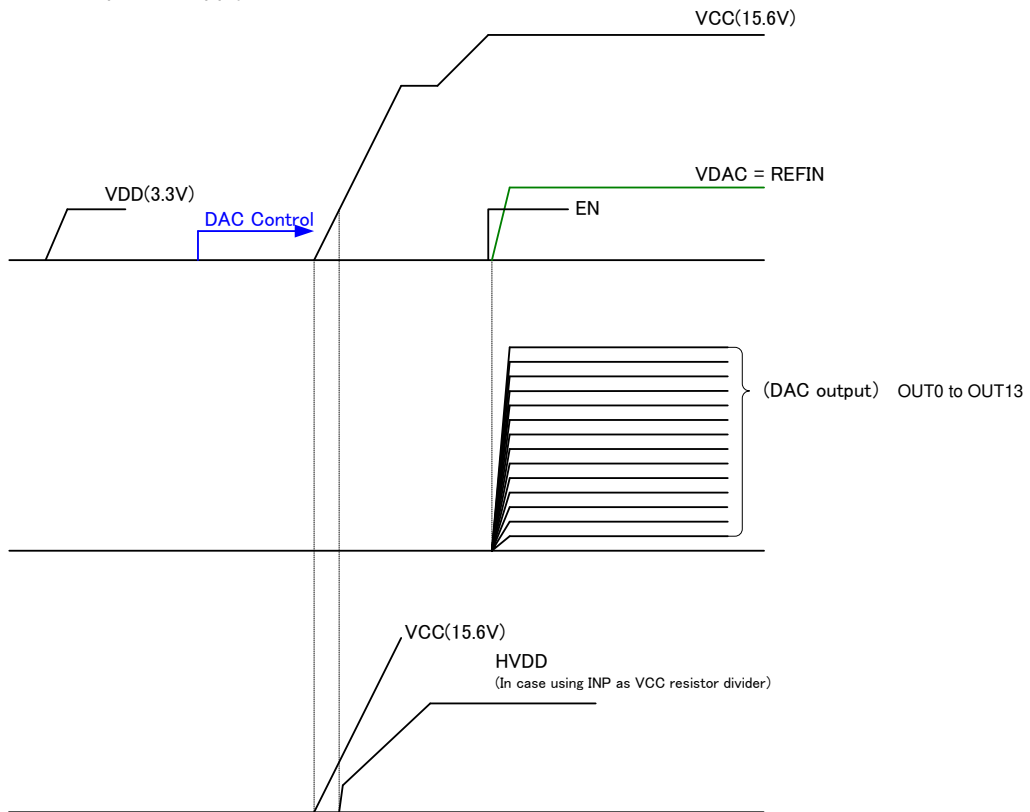 VCC(15.6V)
VDAC = REFIN
VDD(3.3V)
EN
DAC Control
(DAC output) OUT0 to OUT13
VCC(15.6V)
HVDD
(In case using INP as VCC resistor divider)